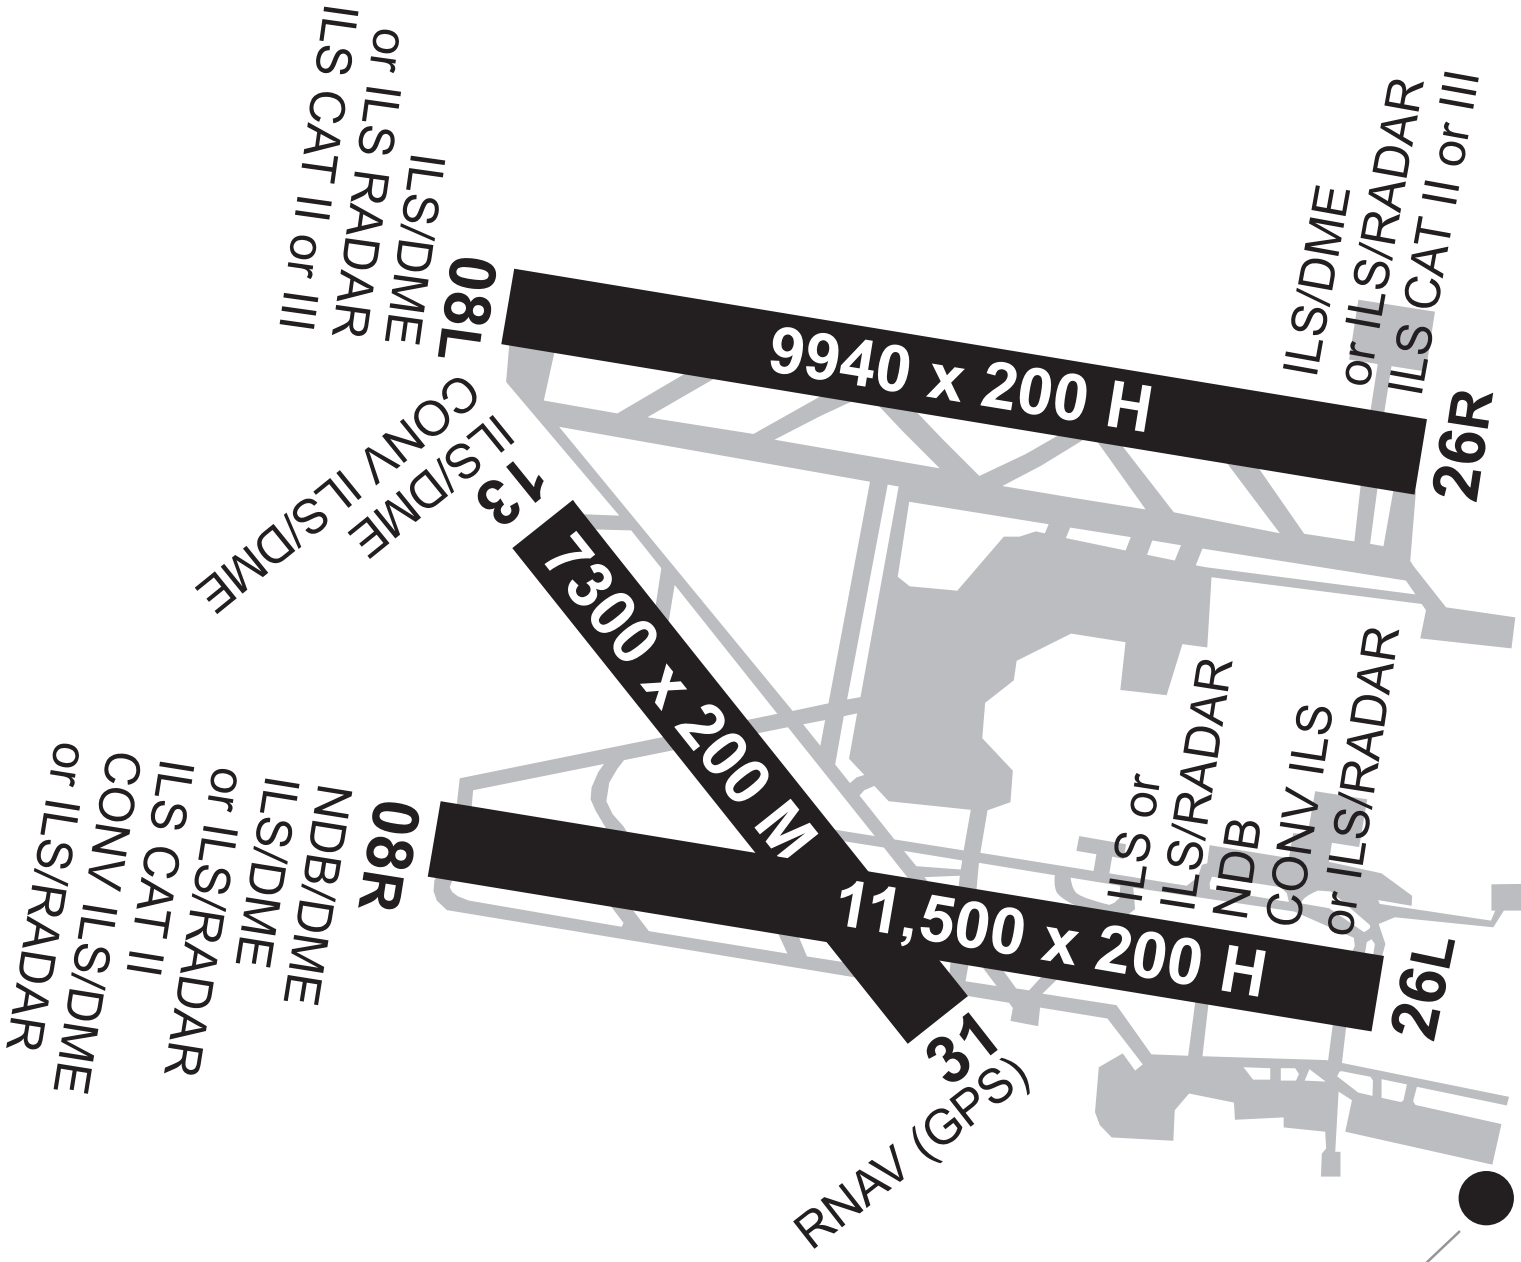 ILS CAT II or III
or ILS RADAR
ILS/DME
08L
9940 x 200 H
ILS/DME
or ILS/RADAR
ILS CAT II or III
26R
CONV ILS/DME
ILS/DME
13
7300 x 200 M
or ILS/RADAR
CONV ILS/DME
ILS CAT II
or ILS/RADAR
ILS/DME
NDB/DME
08R
11,500 x 200 H
ILS or
ILS/RADAR
NDB
CONV ILS
or ILS/RADAR
26L
31
RNAV (GPS)